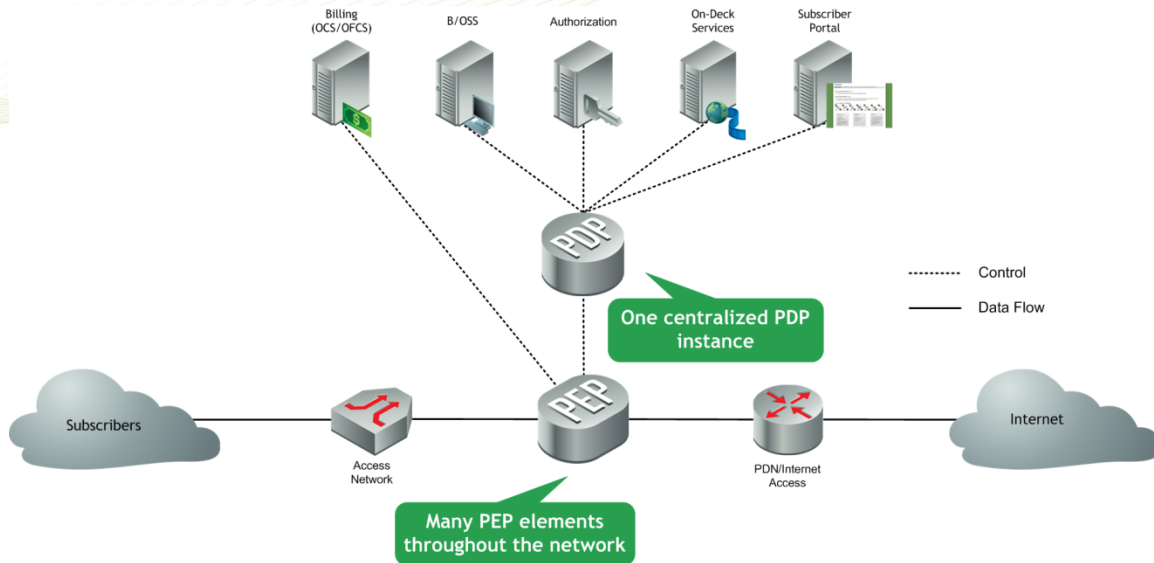 Billing
(OCS/OFCS)
B/OSS
Authorization
On-Deck
Services
Subscriber
Portal
PDP
Control
Data Flow
One centralized PDP
instance
Subscribers
Access
Network
PEP
PDN/Internet
Access
Internet
Many PEP elements
throughout the network